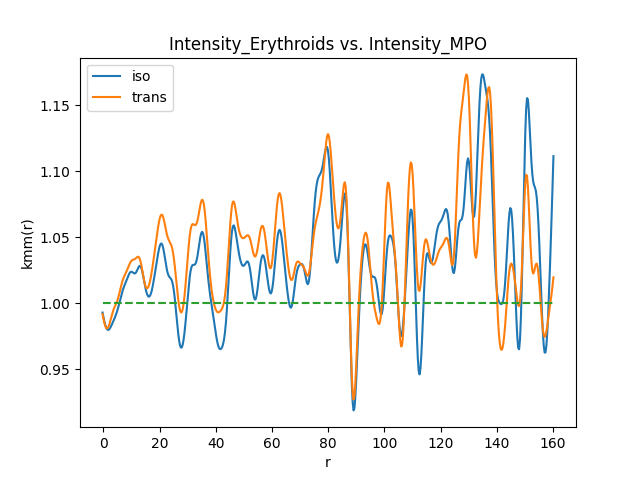 Intensity_Erythroids vs. Intensity_MPO
iso
trans
1.15
1.10
1.05
1.00
0.95
kmm(r)
0 20 40 60 80 100 120 140 160
r